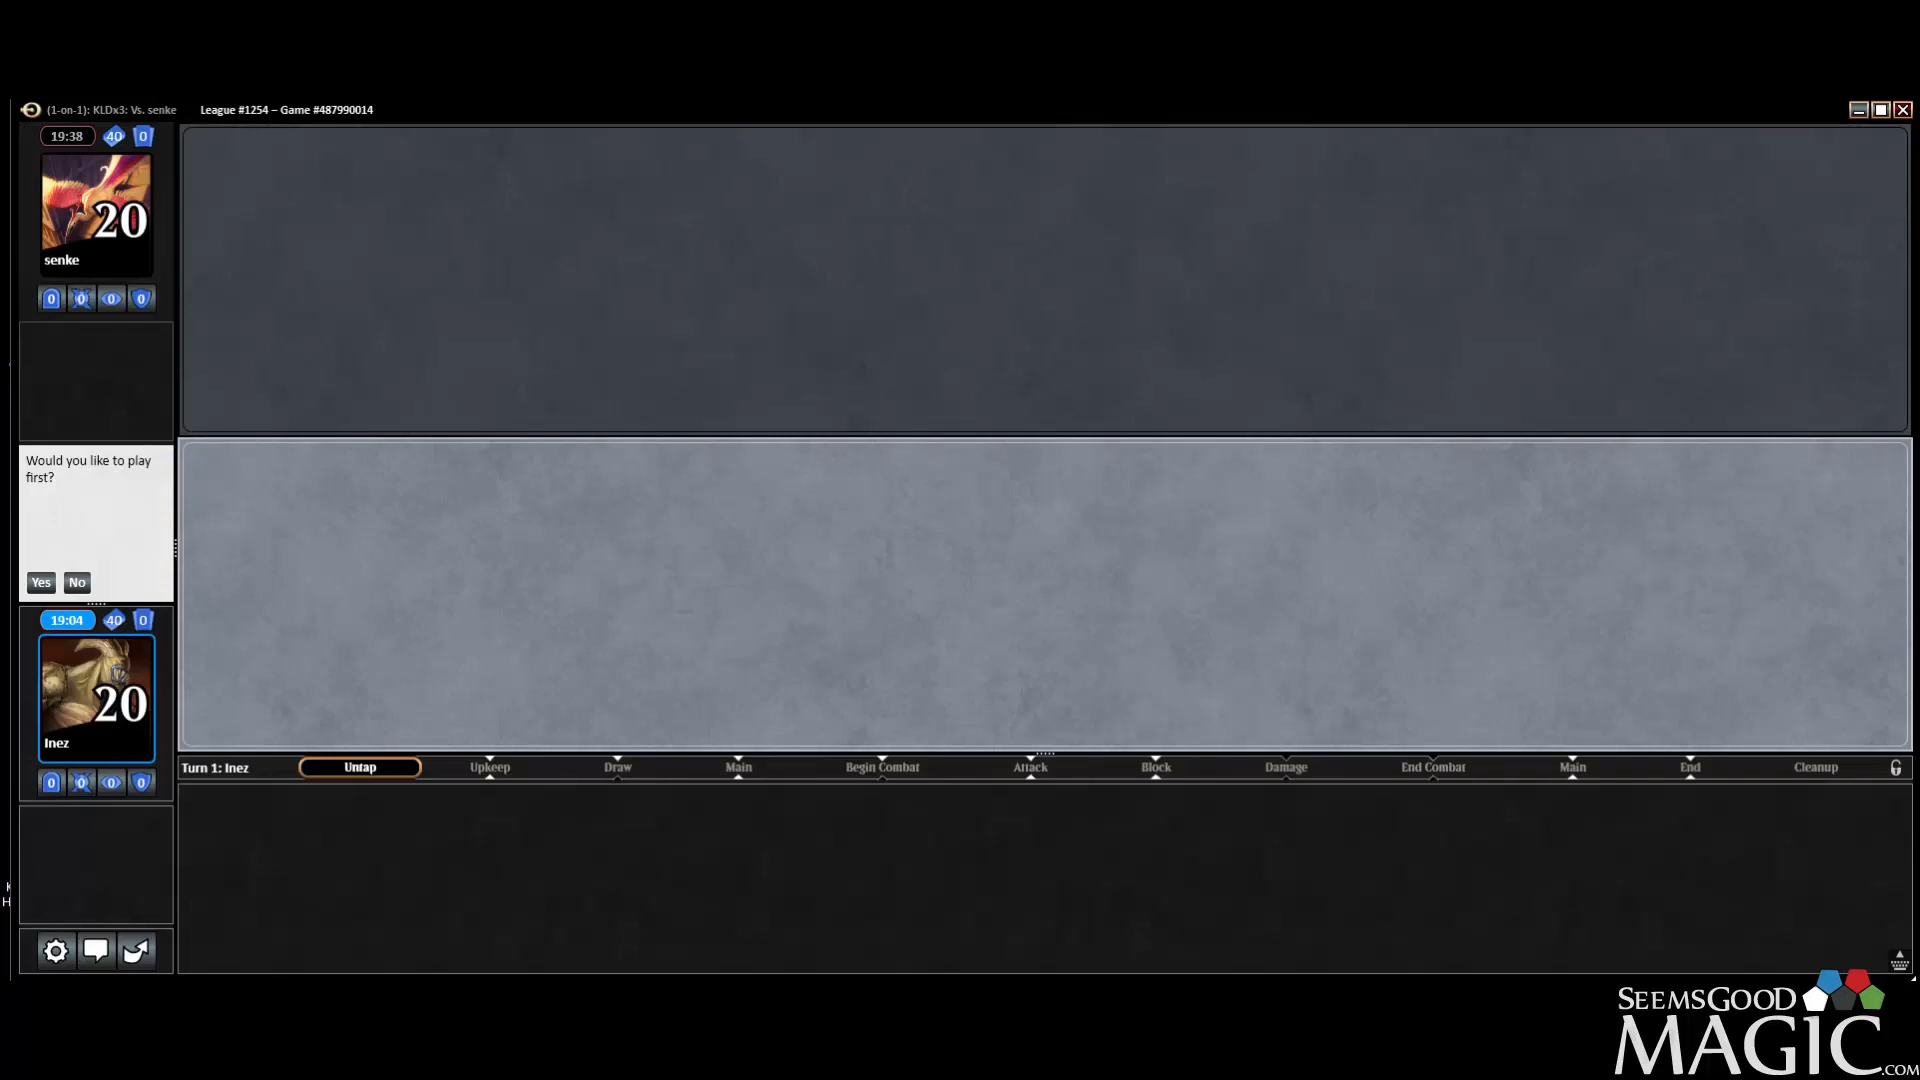 (1-on-1): KLDx3: Vs. senke League #1254 – Game #487990014
19:38 40 0
20
senke
0 0 0 0
Would you like to play
first?
Yes No
19:04 40 0
20
Inez
0 0 0 0
Turn 1: Inez Untap Upkeep Draw Main Begin Combat Attack Block Damage End Combat Main End Cleanup
K
H
SEEMSGOOD
MAGIC.COM